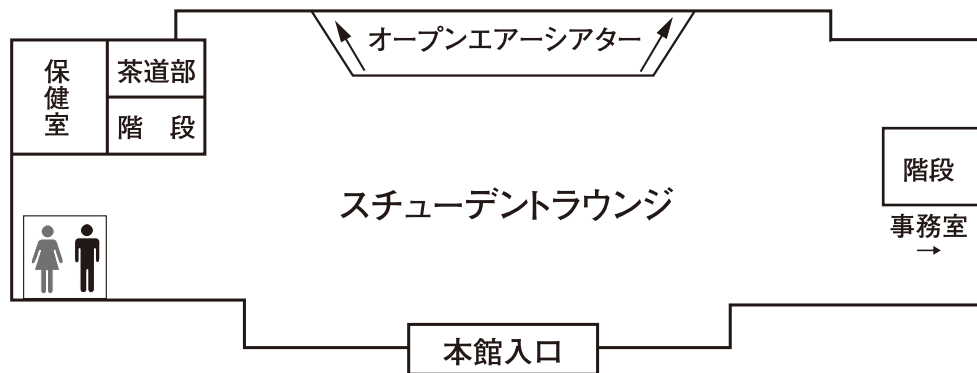 オープンエアーシアター
保健室
茶道部
階 段
スチューデントラウンジ
階段
事務室
→
本館入口